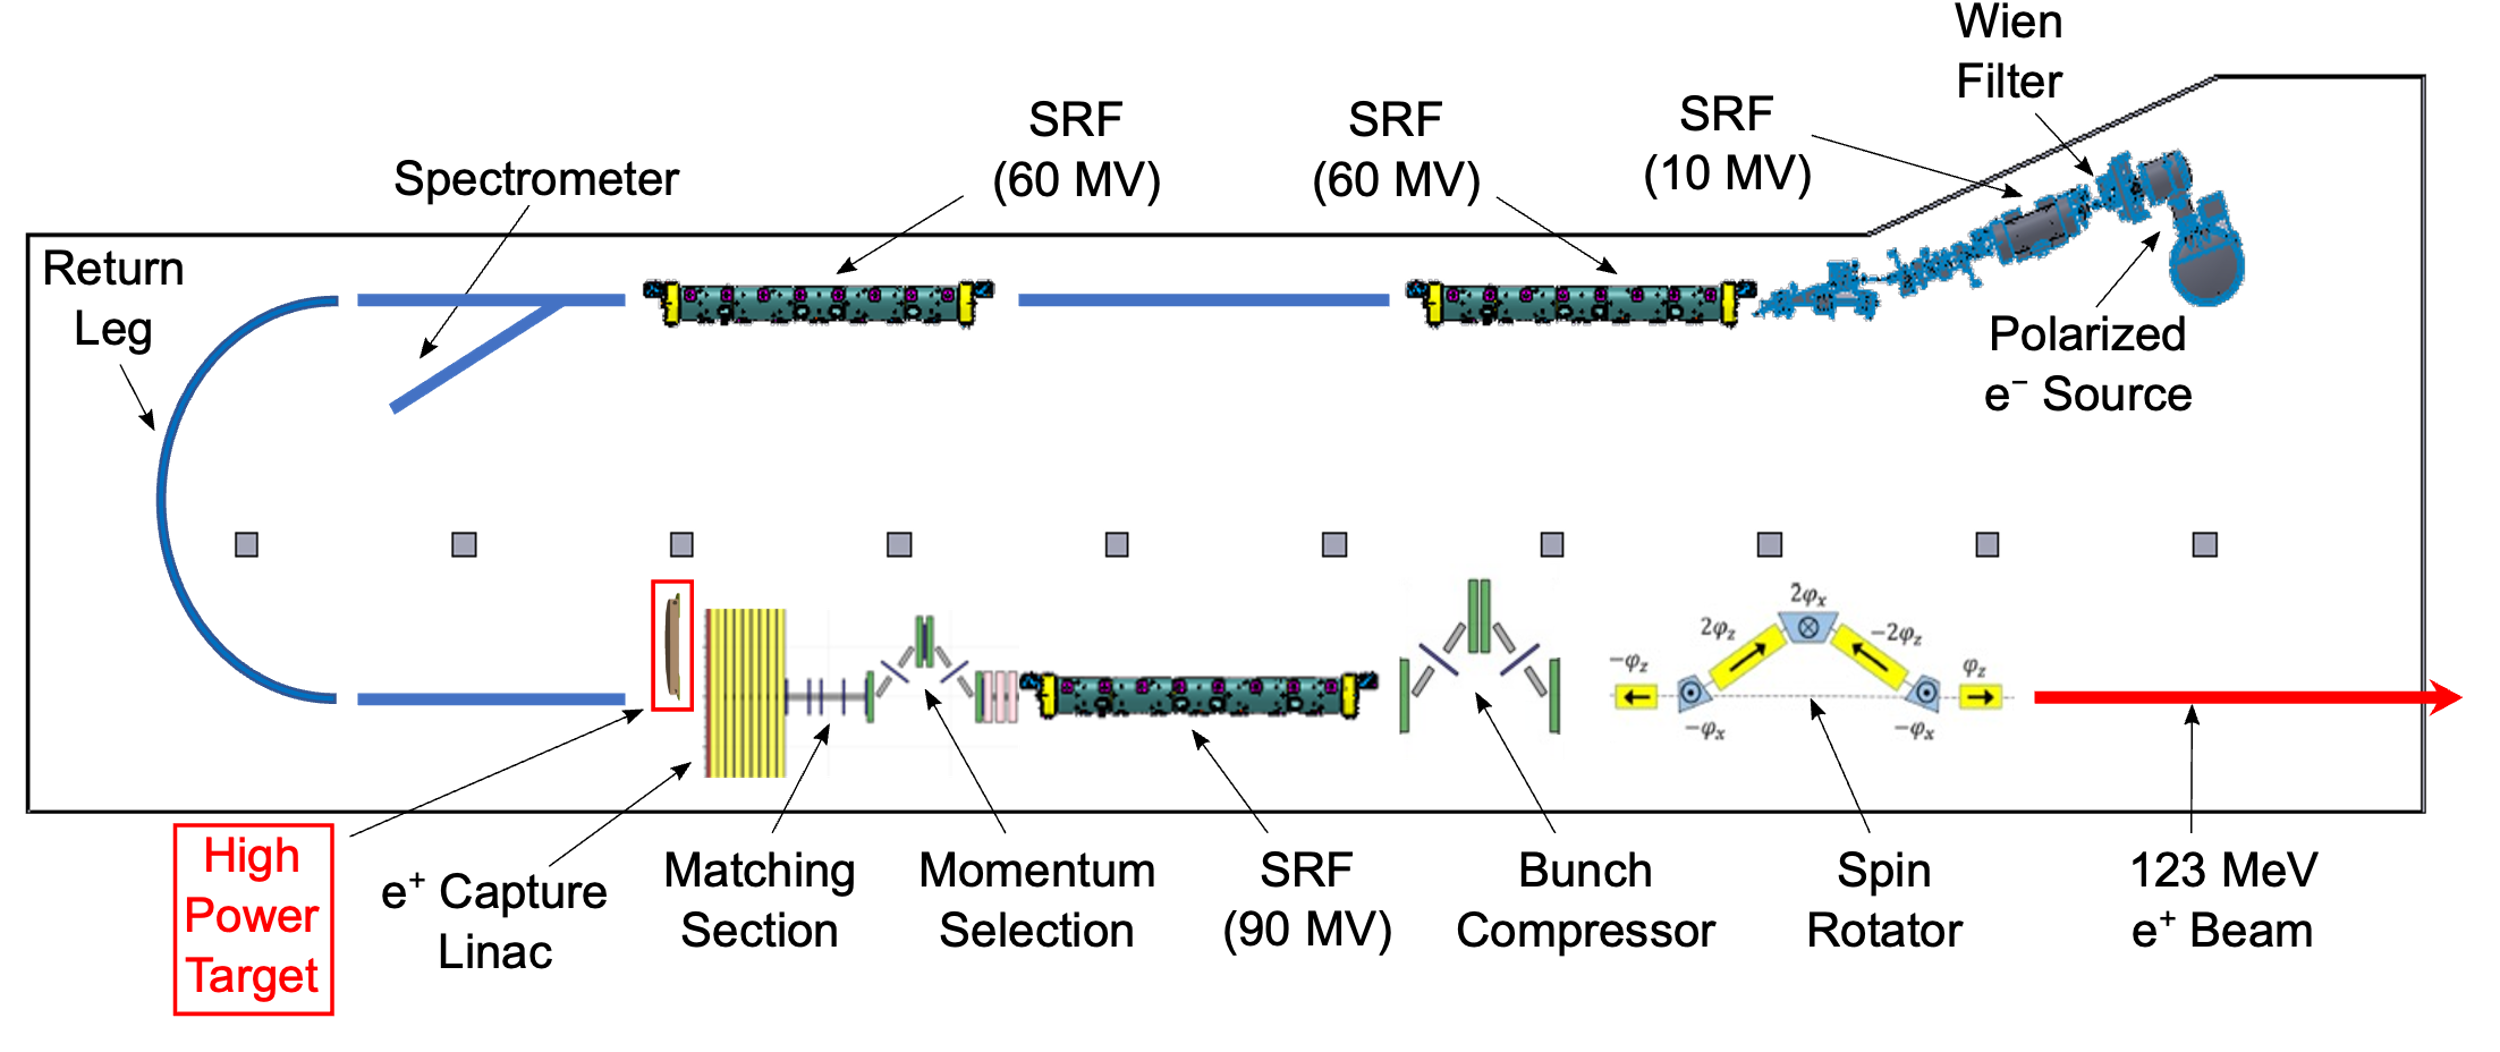 Wien
Filter
SRF
(60 MV)
SRF
(60 MV)
SRF
(10 MV)
Spectrometer
Return
Leg
Polarized
e⁻ Source
2φx
2φz
−2φz
−φz
φz
−φx
−φx
High
Power
Target
e⁺ Capture
Linac
Matching
Section
Momentum
Selection
SRF
(90 MV)
Bunch
Compressor
Spin
Rotator
123 MeV
e⁺ Beam